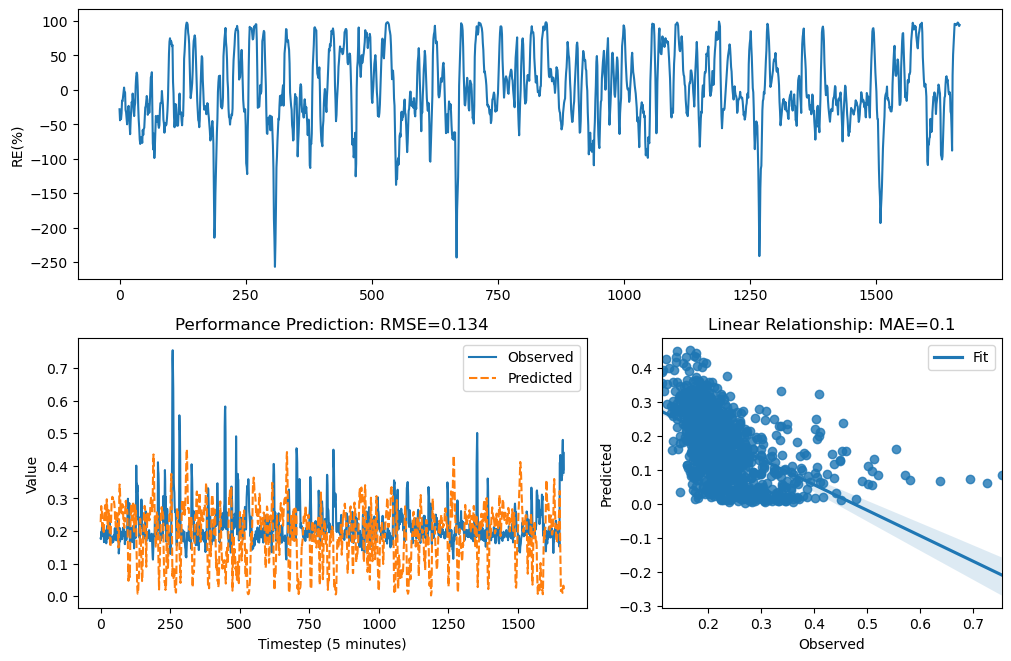 100
50
0
−50
−100
−150
−200
−250
RE(%)
0 250 500 750 1000 1250 1500
Performance Prediction: RMSE=0.134
Observed
Predicted
0.7
0.6
0.5
0.4
0.3
0.2
0.1
0.0
Value
0 250 500 750 1000 1250 1500
Timestep (5 minutes)
Linear Relationship: MAE=0.1
Fit
0.4
0.3
0.2
0.1
0.0
−0.1
−0.2
−0.3
Predicted
0.2 0.3 0.4 0.5 0.6 0.7
Observed